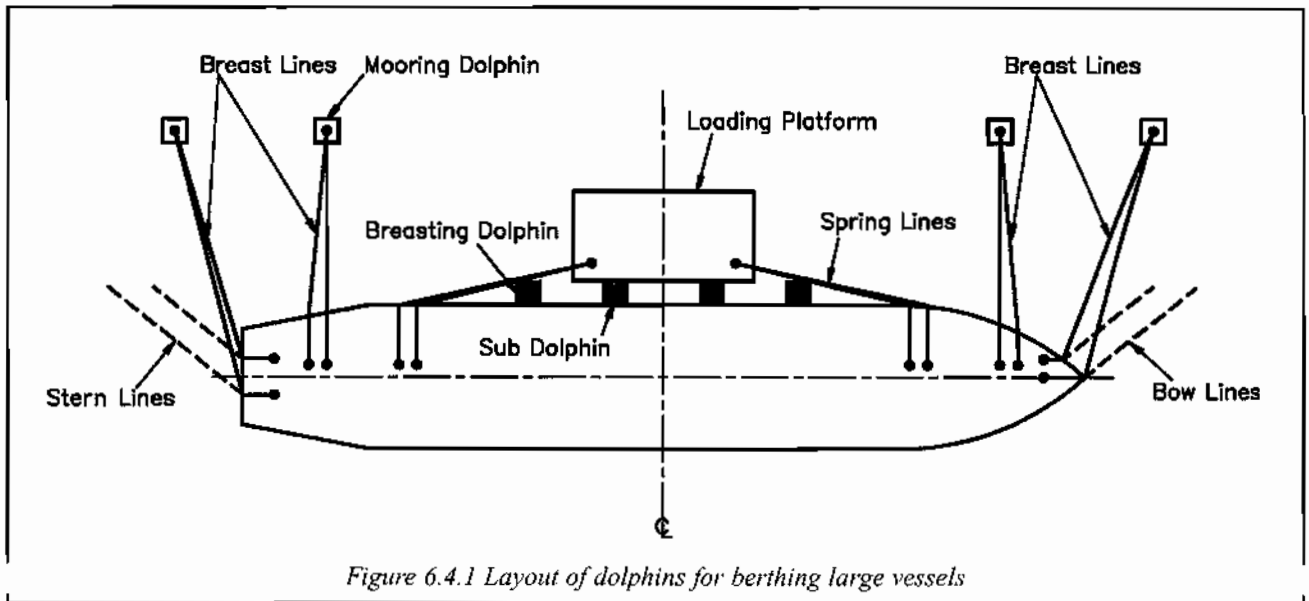 Breast Lines
Mooring Dolphin
Breast Lines
Loading Platform
Breasting Dolphin
Spring Lines
Sub Dolphin
Stern Lines
Bow Lines
℄
Figure 6.4.1 Layout of dolphins for berthing large vessels